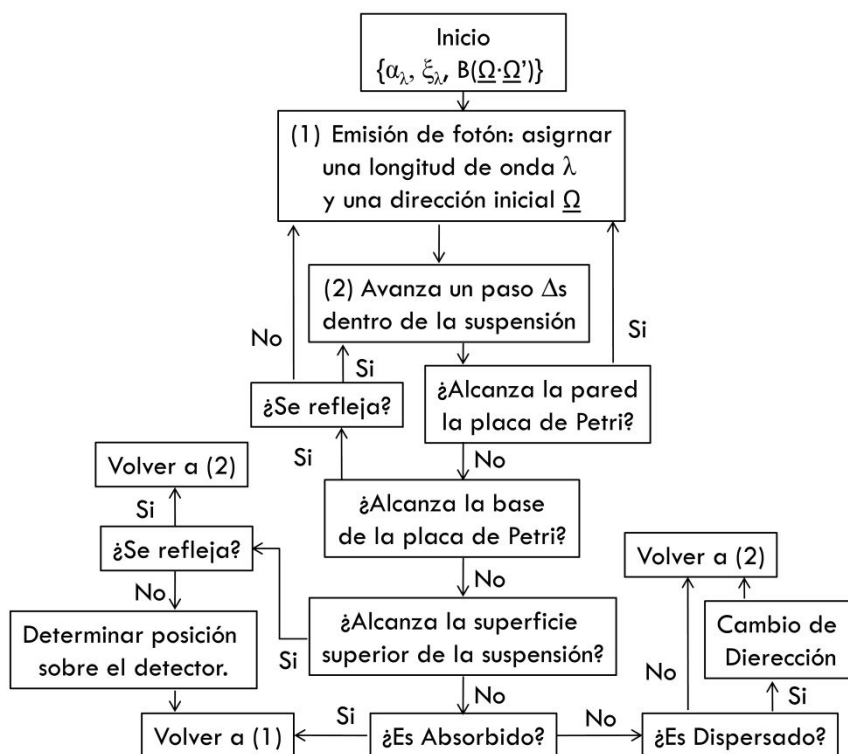 Inicio
{αλ, ξλ, B(Ω·Ω')}
(1) Emisión de fotón: asigrnar
una longitud de onda λ
y una dirección inicial Ω
(2) Avanza un paso Δs
dentro de la suspensión
No
Si
Si
¿Se refleja?
¿Alcanza la pared
la placa de Petri?
Si
No
Volver a (2)
¿Alcanza la base
de la placa de Petri?
Si
¿Se refleja?
No
Volver a (2)
No
Determinar posición
sobre el detector.
Si
¿Alcanza la superficie
superior de la suspensión?
No
Cambio de
Dierección
No
Si
Volver a (1)
Si
¿Es Absorbido?
No
¿Es Dispersado?